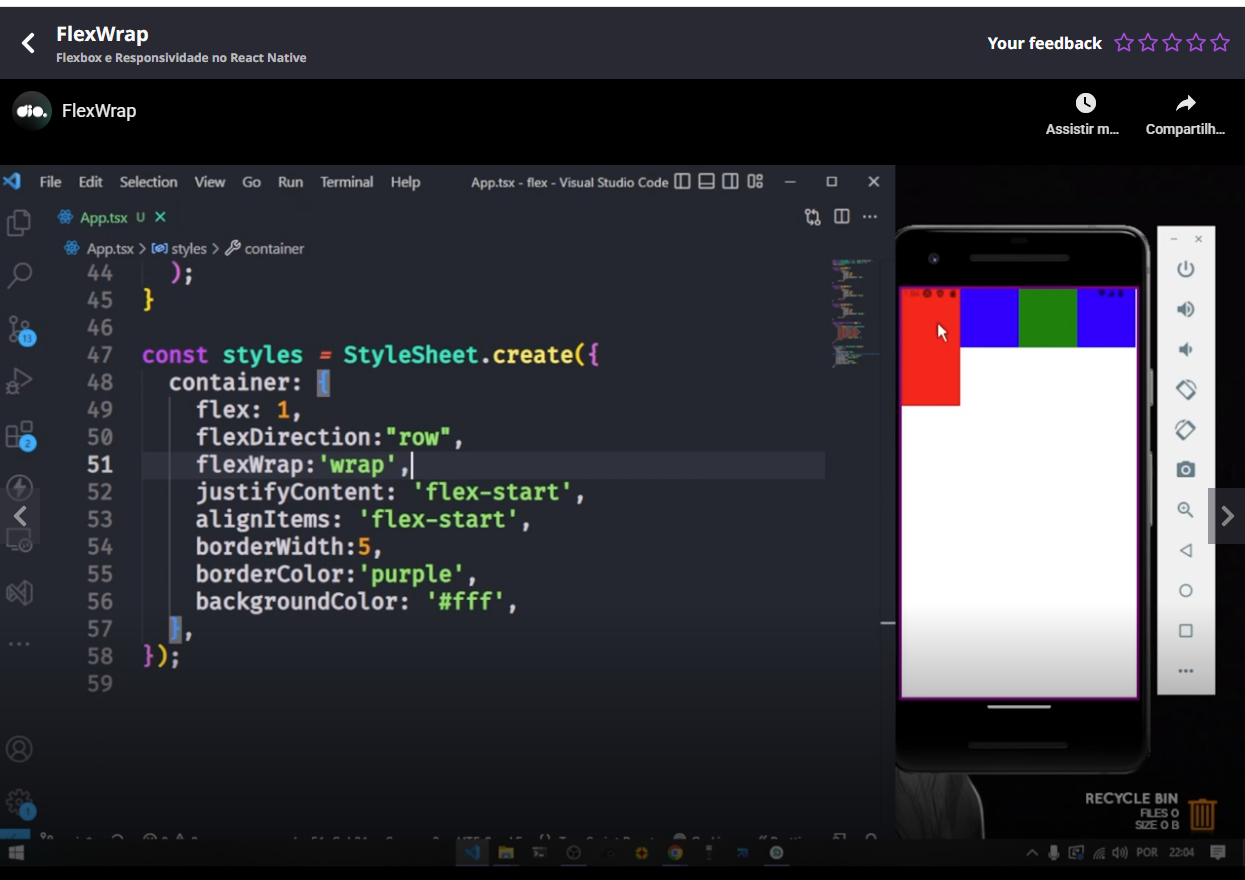 FlexWrap
Flexbox e Responsividade no React Native
Your feedback
dio.
FlexWrap
Assistir m...
Compartilh...
File Edit Selection View Go Run Terminal Help
App.tsx - flex - Visual Studio Code
App.tsx U
App.tsx > styles > container
44 );
45 }
46
47 const styles = StyleSheet.create({
48 container: {
49 flex: 1,
50 flexDirection:"row",
51 flexWrap:'wrap',
52 justifyContent: 'flex-start',
53 alignItems: 'flex-start',
54 borderWidth:5,
55 borderColor:'purple',
56 backgroundColor: '#fff',
57 },
58 });
59
13
2
1
RECYCLE BIN
FILES 0
SIZE 0 B
POR 22:04